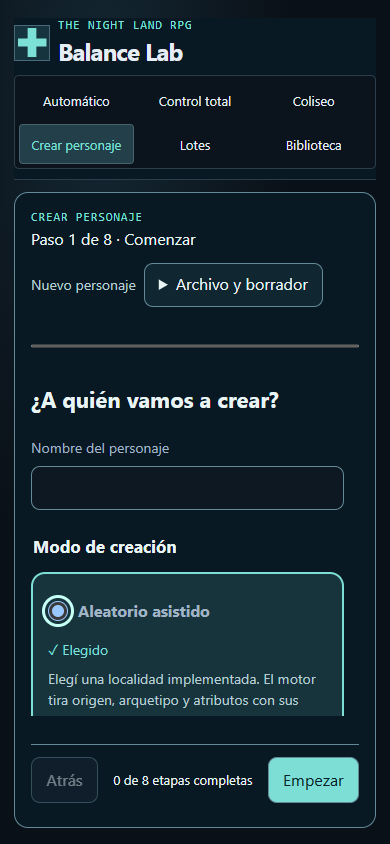 THE NIGHT LAND RPG
Balance Lab
Automático
Control total
Coliseo
Crear personaje
Lotes
Biblioteca
CREAR PERSONAJE
Paso 1 de 8 · Comenzar
Nuevo personaje
▶ Archivo y borrador
¿A quién vamos a crear?
Nombre del personaje
Modo de creación
Aleatorio asistido
✓ Elegido
Elegí una localidad implementada. El motor
tira origen, arquetipo y atributos con sus
Atrás
0 de 8 etapas completas
Empezar